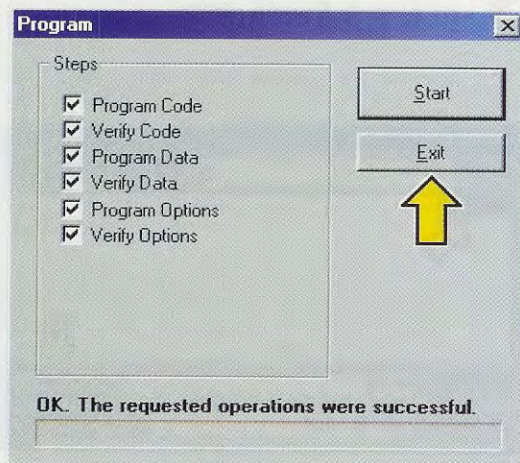 Program
Steps
Program Code
Verify Code
Program Data
Verify Data
Program Options
Verify Options
Start
Exit
OK. The requested operations were successful.